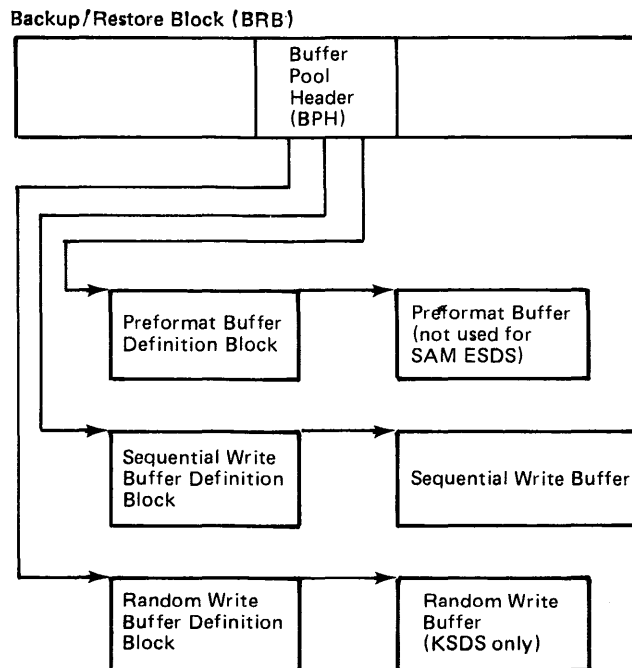 Backup/Restore Block (BRB)
Buffer
Pool
Header
(BPH)
Preformat Buffer
Definition Block
Preformat Buffer
(not used for
SAM ESDS)
Sequential Write
Buffer Definition
Block
Sequential Write Buffer
Random Write
Buffer Definition
Block
Random Write
Buffer
(KSDS only)